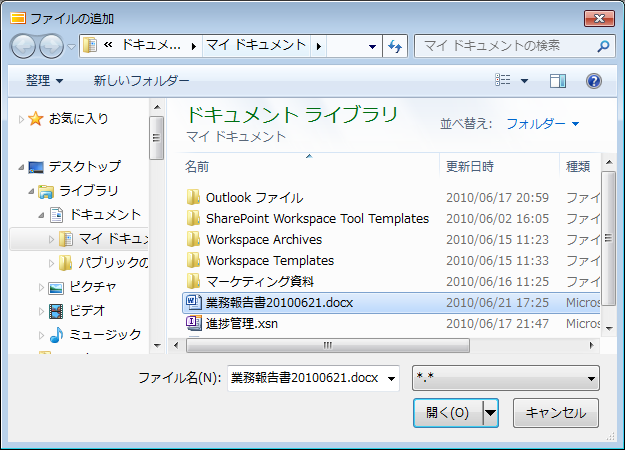 ファイルの追加
« ドキュメ... マイ ドキュメント マイ ドキュメントの検索
整理 新しいフォルダー
お気に入り
デスクトップ
ライブラリ
ドキュメント
マイ ドキュメ
パブリックの
ピクチャ
ビデオ
ミュージック
ドキュメント ライブラリ
マイ ドキュメント
並べ替え: フォルダー
名前 更新日時 種類
Outlook ファイル 2010/06/17 20:59 ファイ
SharePoint Workspace Tool Templates 2010/06/02 16:05 ファイ
Workspace Archives 2010/06/15 11:23 ファイ
Workspace Templates 2010/06/15 11:33 ファイ
マーケティング資料 2010/06/16 11:25 ファイ
業務報告書20100621.docx 2010/06/21 17:25 Micros
進捗管理.xsn 2010/06/17 21:47 Micros
ファイル名(N): 業務報告書20100621.docx *.*
開く(O) キャンセル